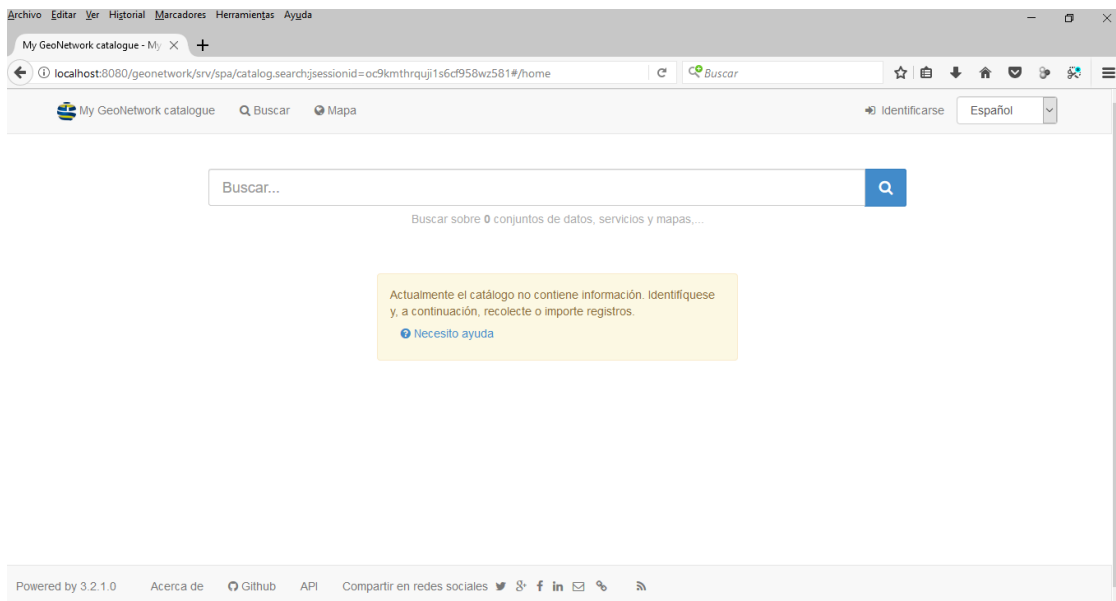 Archivo Editar Ver Historial Marcadores Herramientas Ayuda
My GeoNetwork catalogue - My
localhost:8080/geonetwork/srv/spa/catalog.search;jsessionid=oc9kmthrquji1s6cf958wz581#/home
Buscar
My GeoNetwork catalogue Buscar Mapa Identificarse Español
Buscar...
Buscar sobre 0 conjuntos de datos, servicios y mapas,...
Actualmente el catálogo no contiene información. Identifíquese
y, a continuación, recolecte o importe registros.
Necesito ayuda
Powered by 3.2.1.0 Acerca de Github API Compartir en redes sociales